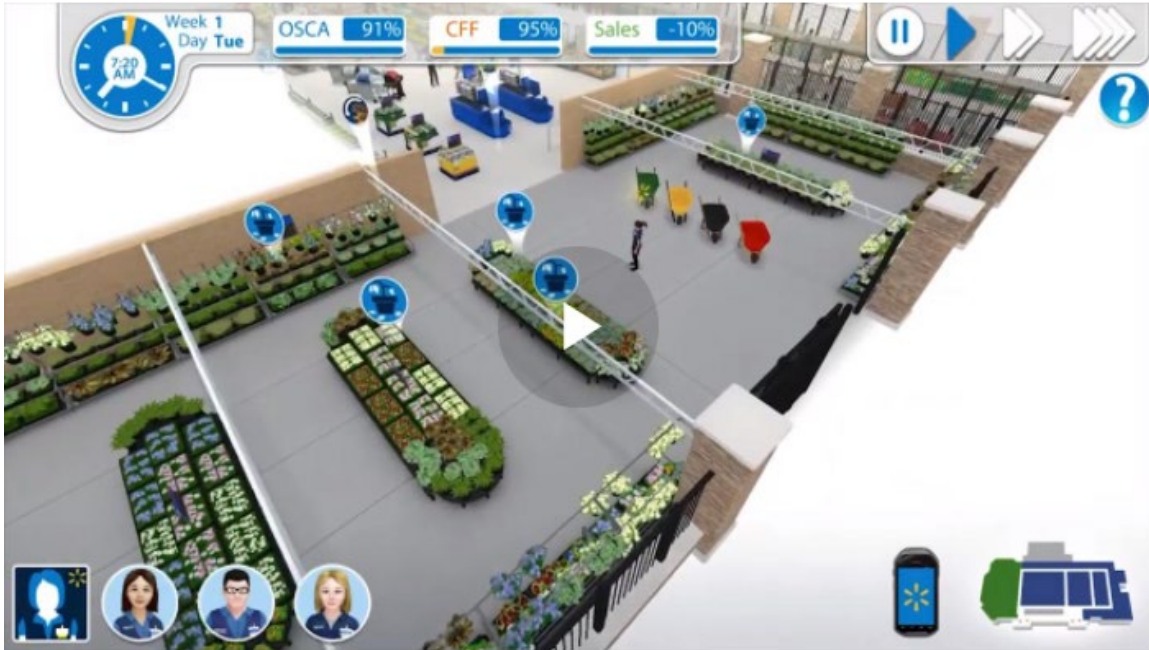 Week 1
Day Tue
7:20
AM
OSCA 91%
CFF 95%
Sales -10%
?